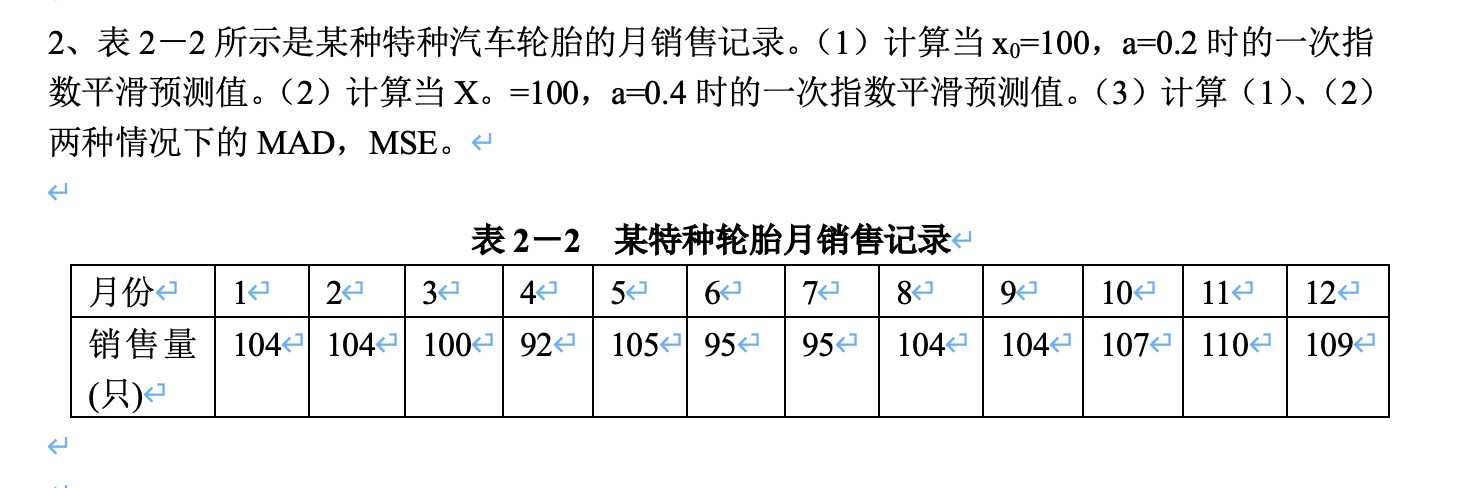 2、表 2－2 所示是某种特种汽车轮胎的月销售记录。（1）计算当 x₀=100，a=0.2 时的一次指
数平滑预测值。（2）计算当 X。=100，a=0.4 时的一次指数平滑预测值。（3）计算（1）、（2）
两种情况下的 MAD，MSE。↵
↵
表 2－2　某特种轮胎月销售记录↵
月份↵ 1↵ 2↵ 3↵ 4↵ 5↵ 6↵ 7↵ 8↵ 9↵ 10↵ 11↵ 12↵
销售量 104↵ 104↵ 100↵ 92↵ 105↵ 95↵ 95↵ 104↵ 104↵ 107↵ 110↵ 109↵
(只)↵
↵